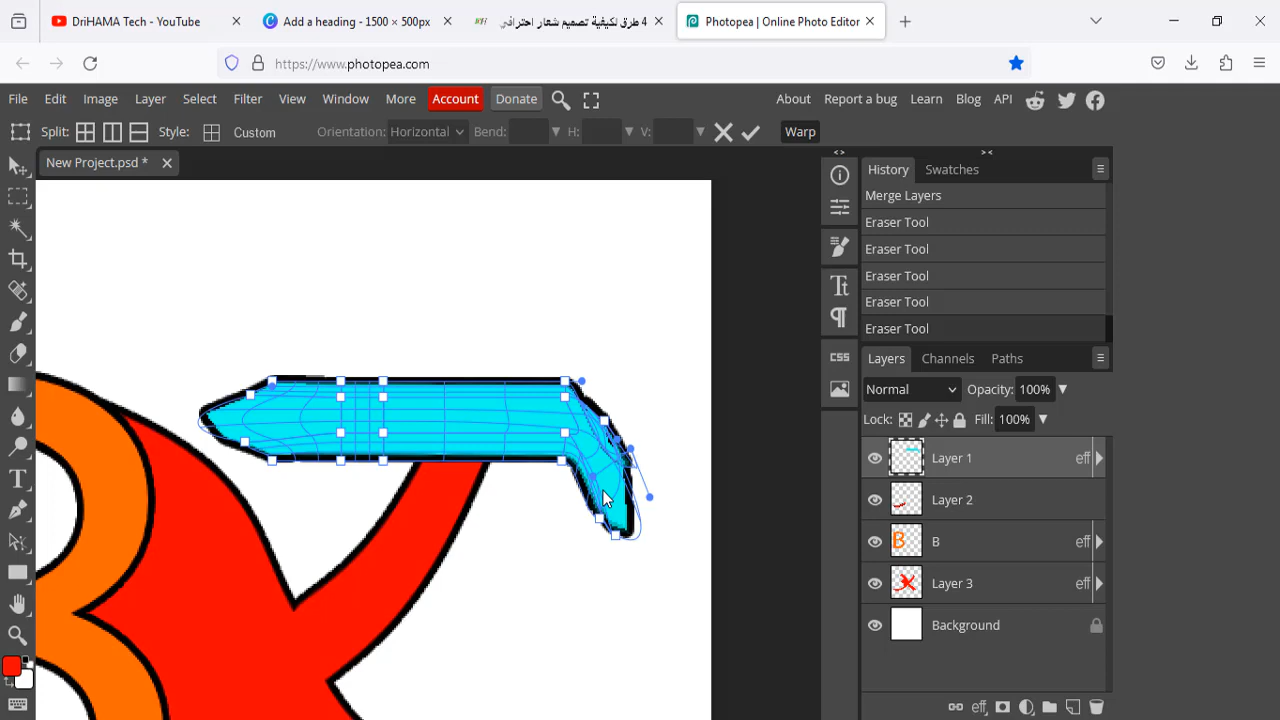 DriHAMA Tech - YouTube
Add a heading - 1500 × 500px
4 طرق لكيفية تصميم شعار احترافي
Photopea | Online Photo Editor
https://www.photopea.com
File Edit Image Layer Select Filter View Window More Account Donate
About Report a bug Learn Blog API
Split: Style: Custom Orientation: Horizontal Bend: H: V: Warp
New Project.psd *
History Swatches
Merge Layers
Eraser Tool
Eraser Tool
Eraser Tool
Eraser Tool
Eraser Tool
CSS
Layers Channels Paths
Normal Opacity: 100%
Lock: Fill: 100%
Layer 1 eff
Layer 2
B eff
Layer 3 eff
Background
eff